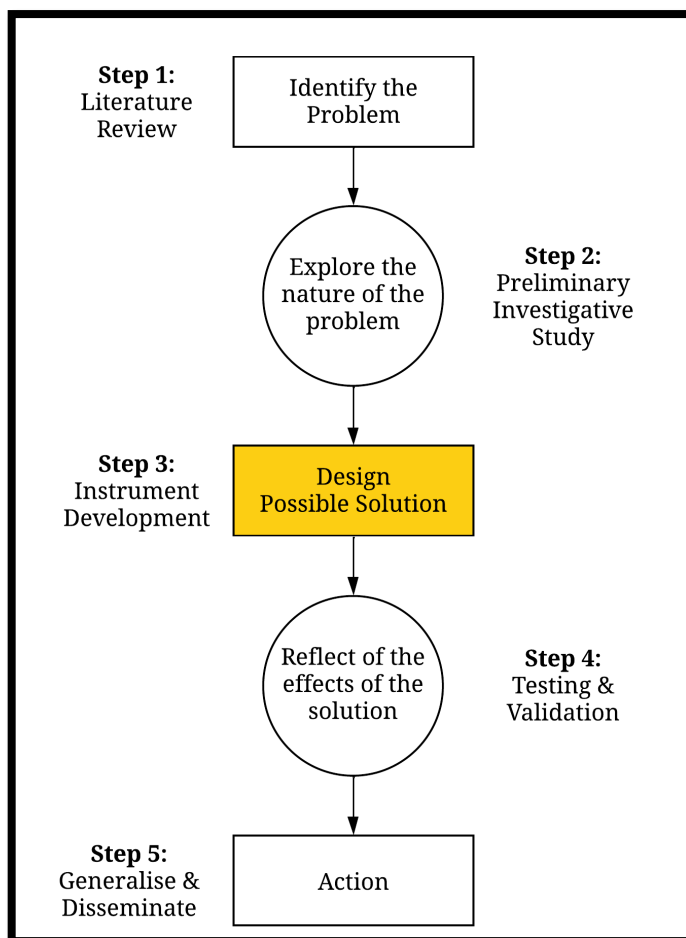 Step 1:
Literature
Review
Identify the
Problem
Explore the
nature of the
problem
Step 2:
Preliminary
Investigative
Study
Step 3:
Instrument
Development
Design
Possible Solution
Reflect of the
effects of the
solution
Step 4:
Testing &
Validation
Step 5:
Generalise &
Disseminate
Action